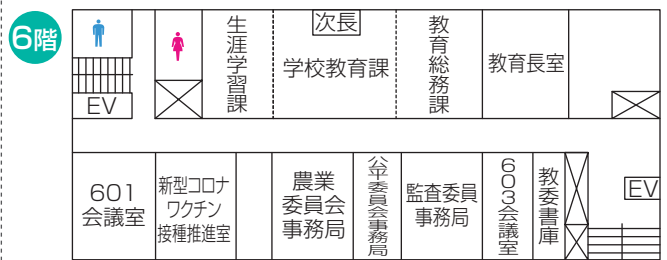 6階
EV
生涯学習課
次長
学校教育課
教育総務課
教育長室
601
会議室
新型コロナ
ワクチン
接種推進室
農業
委員会
事務局
公平委員会事務局
監査委員
事務局
603会議室
教委書庫
EV